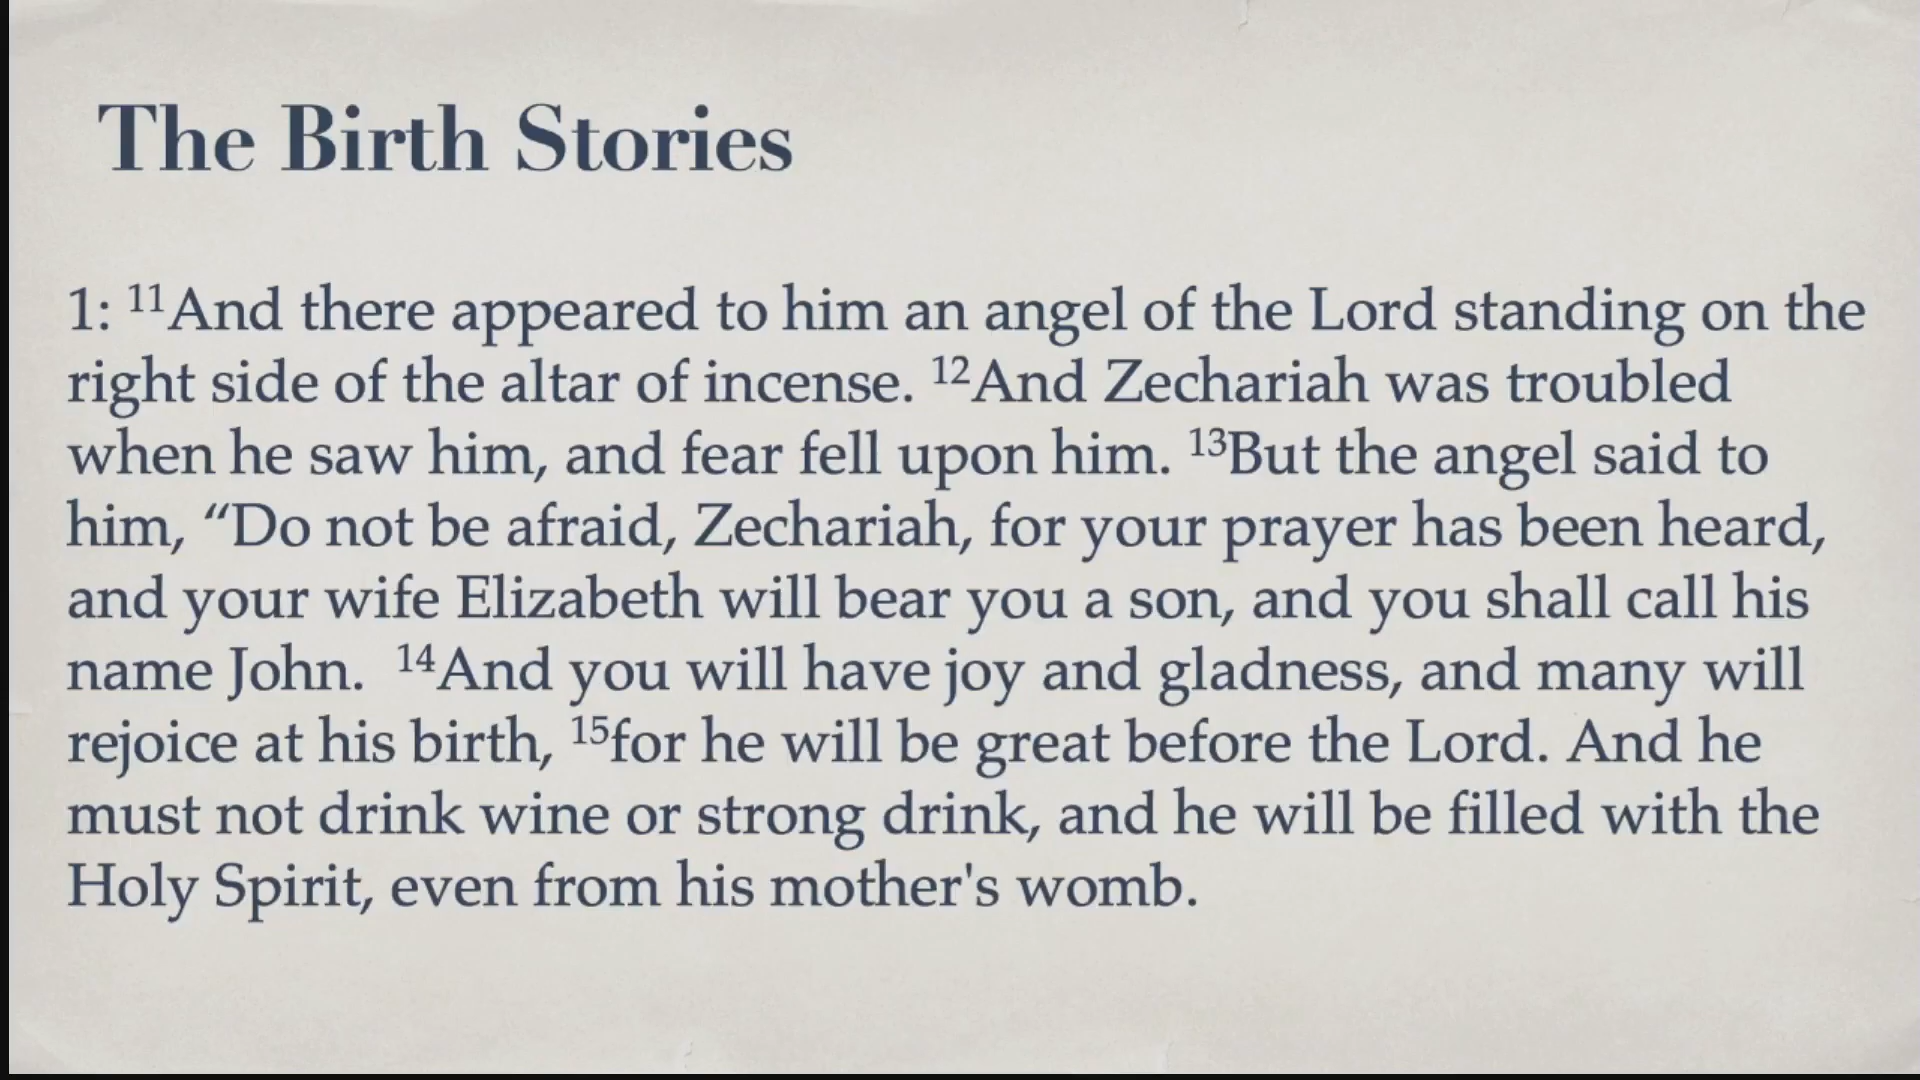 The Birth Stories
1: ¹¹And there appeared to him an angel of the Lord standing on the
right side of the altar of incense. ¹²And Zechariah was troubled
when he saw him, and fear fell upon him. ¹³But the angel said to
him, “Do not be afraid, Zechariah, for your prayer has been heard,
and your wife Elizabeth will bear you a son, and you shall call his
name John.  ¹⁴And you will have joy and gladness, and many will
rejoice at his birth, ¹⁵for he will be great before the Lord. And he
must not drink wine or strong drink, and he will be filled with the
Holy Spirit, even from his mother's womb.